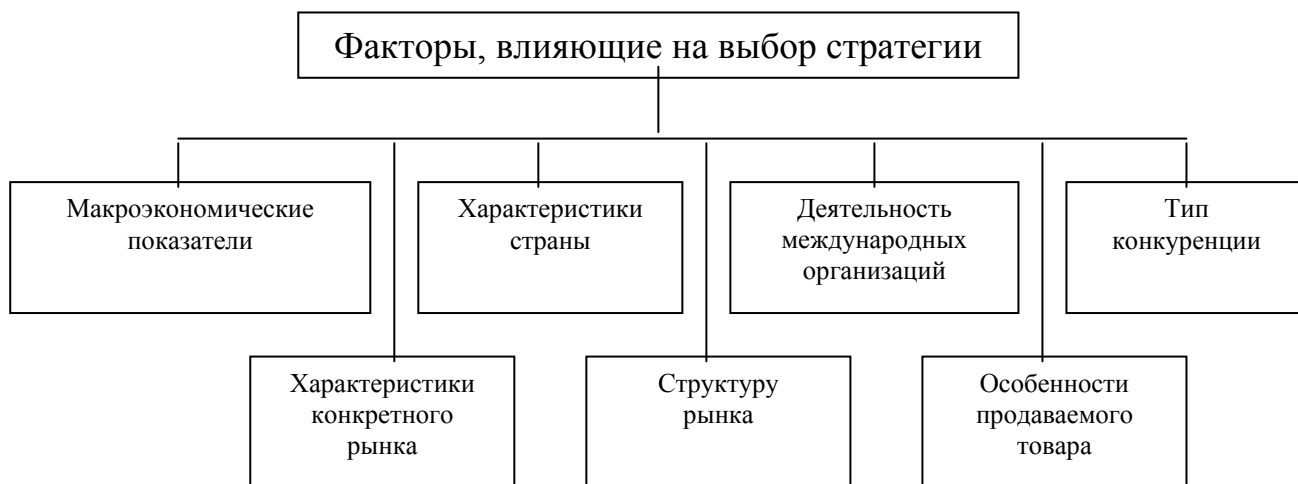 Факторы, влияющие на выбор стратегии
Макроэкономические
показатели
Характеристики
страны
Деятельность
международных
организаций
Тип
конкуренции
Характеристики
конкретного
рынка
Структуру
рынка
Особенности
продаваемого
товара